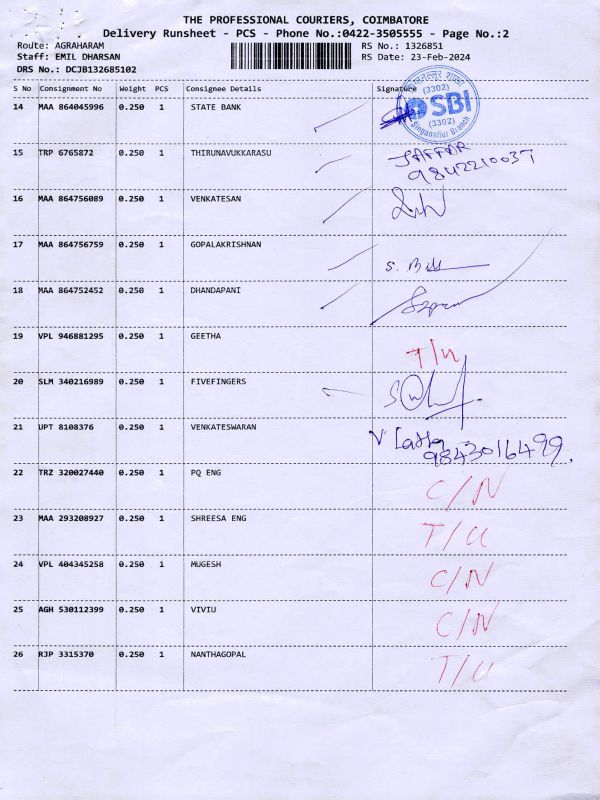 THE PROFESSIONAL COURIERS, COIMBATORE
Delivery Runsheet - PCS - Phone No.:0422-3505555 - Page No.:2
Route: AGRAHARAM RS No.: 1326851
Staff: EMIL DHARSAN RS Date: 23-Feb-2024
DRS No.: DCJB132685102
S No Consignment No Weight PCS Consignee Details Signature
14 MAA 864045996 0.250 1 STATE BANK
(3302)
SBI
(3302)
Singanallur Branch
15 TRP 6765872 0.250 1 THIRUNAVUKKARASU JAFFAR
9842210037
16 MAA 864756089 0.250 1 VENKATESAN
17 MAA 864756759 0.250 1 GOPALAKRISHNAN
18 MAA 864752452 0.250 1 DHANDAPANI
19 VPL 946881295 0.250 1 GEETHA T/U
20 SLM 340216989 0.250 1 FIVEFINGERS
21 UPT 8108376 0.250 1 VENKATESWARAN V Latha
9843016499.
22 TRZ 320027440 0.250 1 PQ ENG C/N
23 MAA 293208927 0.250 1 SHREESA ENG T/U
24 VPL 404345258 0.250 1 MUGESH C/N
25 AGH 530112399 0.250 1 VIVIU C/N
26 RJP 3315370 0.250 1 NANTHAGOPAL T/U